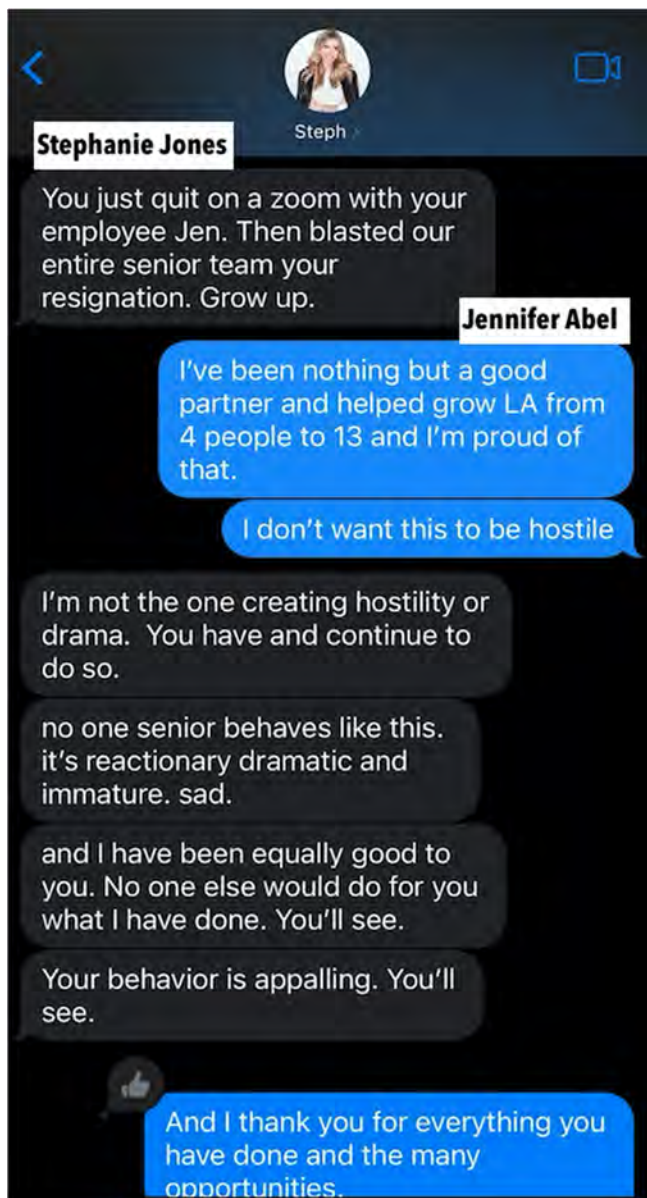 Steph
Stephanie Jones
You just quit on a zoom with your
employee Jen. Then blasted our
entire senior team your
resignation. Grow up.
Jennifer Abel
I've been nothing but a good
partner and helped grow LA from
4 people to 13 and I'm proud of
that.
I don't want this to be hostile
I'm not the one creating hostility or
drama.  You have and continue to
do so.
no one senior behaves like this.
it's reactionary dramatic and
immature. sad.
and I have been equally good to
you. No one else would do for you
what I have done. You'll see.
Your behavior is appalling. You'll
see.
And I thank you for everything you
have done and the many
opportunities.